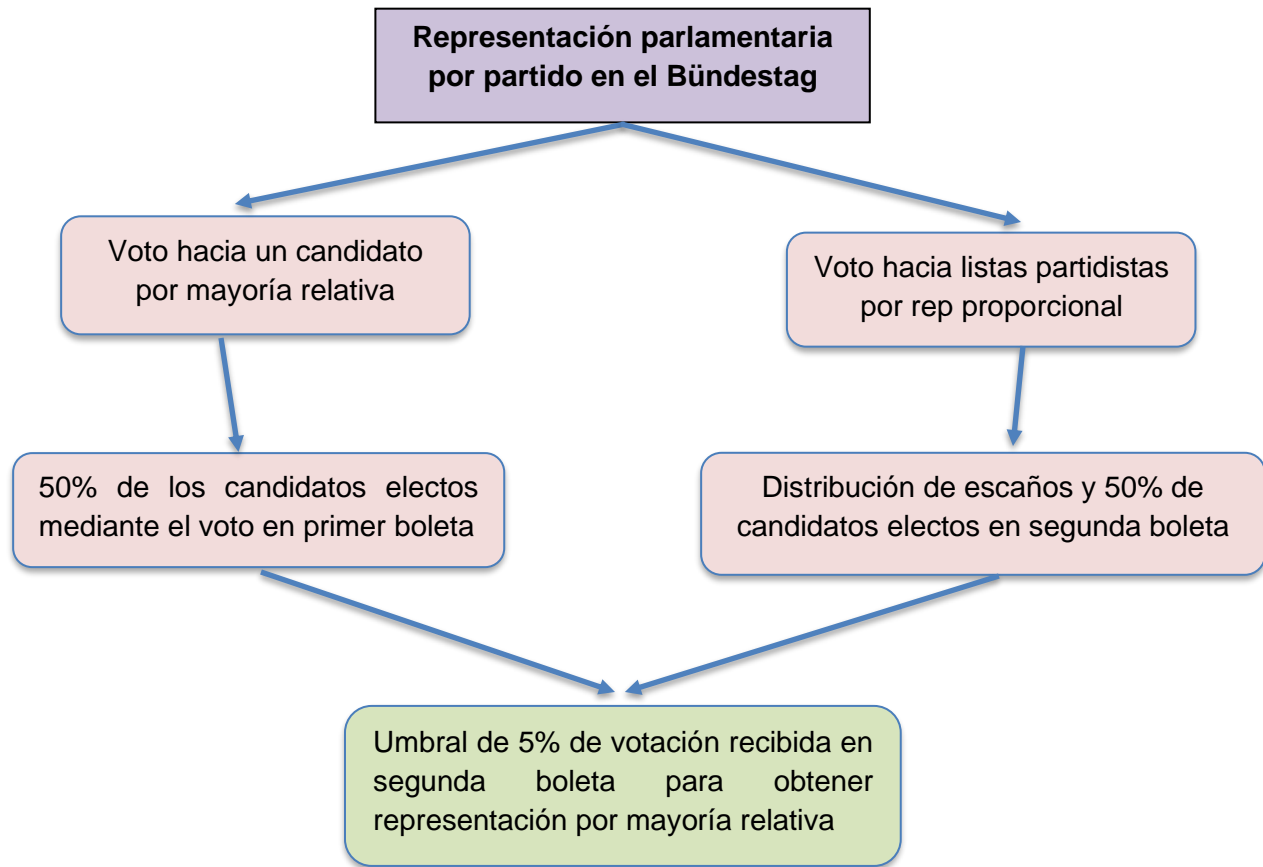 Representación parlamentaria
por partido en el Bündestag
Voto hacia un candidato
por mayoría relativa
Voto hacia listas partidistas
por rep proporcional
50% de los candidatos electos
mediante el voto en primer boleta
Distribución de escaños y 50% de
candidatos electos en segunda boleta
Umbral de 5% de votación recibida en
segunda boleta para obtener
representación por mayoría relativa